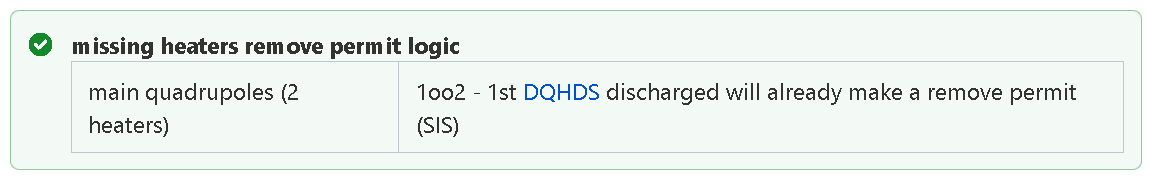 missing heaters remove permit logic
main quadrupoles (2
heaters)
1oo2 - 1st DQHDS discharged will already make a remove permit
(SIS)